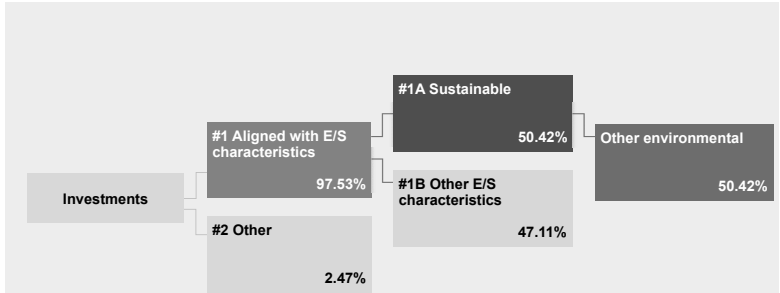 Investments
#1 Aligned with E/S
characteristics
97.53%
#2 Other
2.47%
#1A Sustainable
50.42%
#1B Other E/S
characteristics
47.11%
Other environmental
50.42%